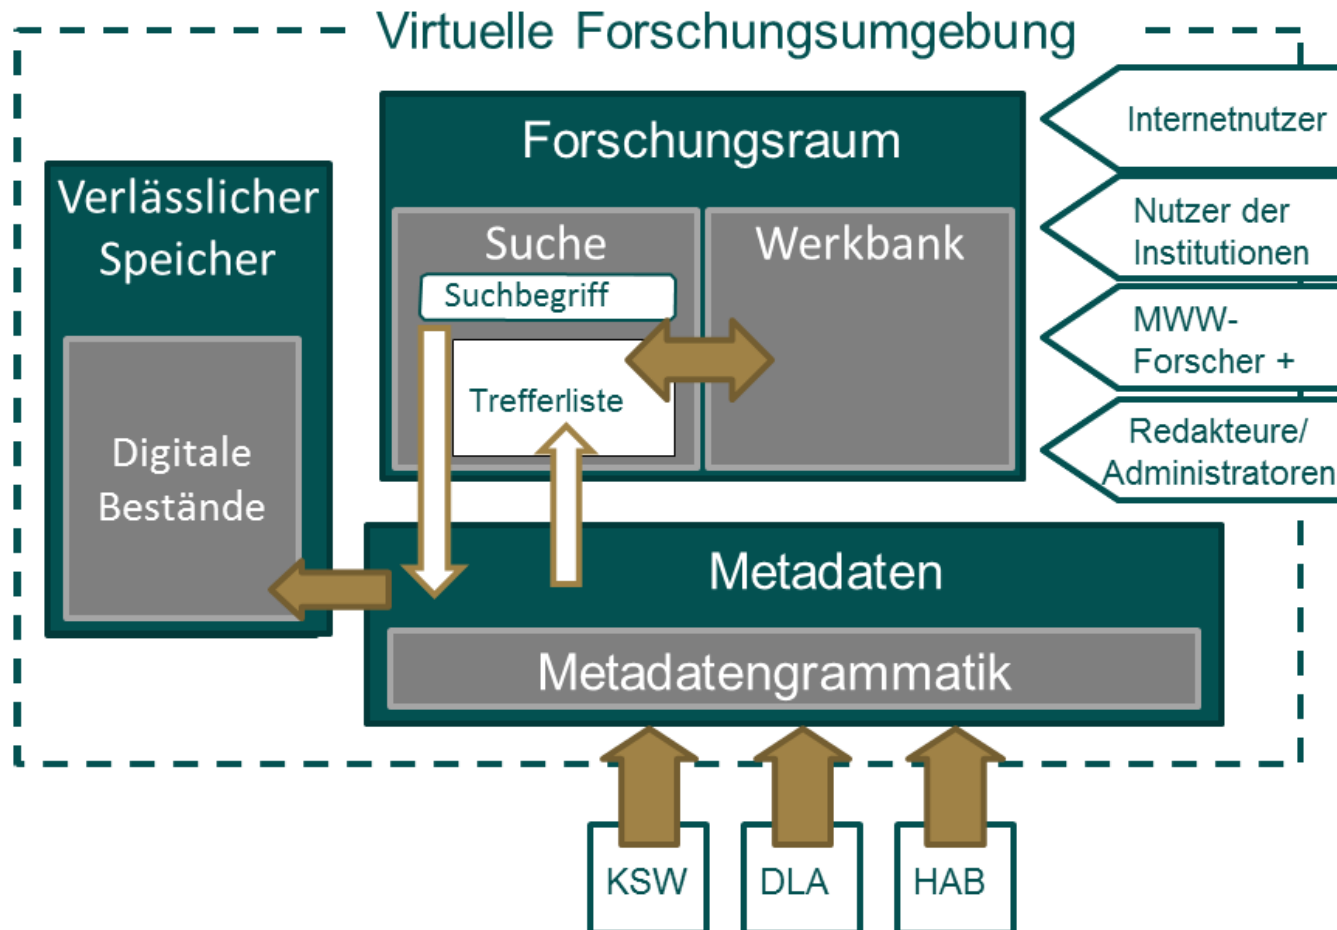 Virtuelle Forschungsumgebung
Forschungsraum
Suche
Suchbegriff
Trefferliste
Werkbank
Verlässlicher
Speicher
Digitale
Bestände
Internetnutzer
Nutzer der
Institutionen
MWW-
Forscher +
Redakteure/
Administratoren
Metadaten
Metadatengrammatik
KSW
DLA
HAB